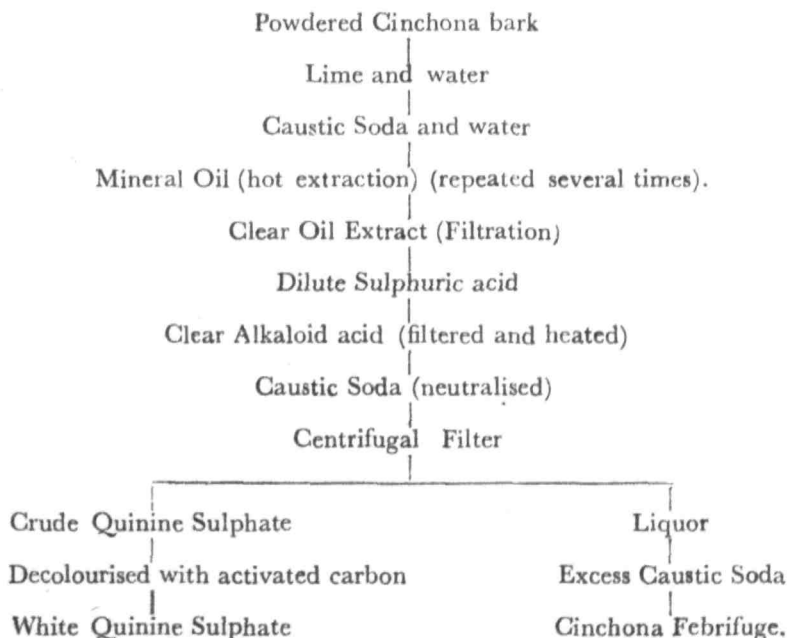 Powdered Cinchona bark
Lime and water
Caustic Soda and water
Mineral Oil (hot extraction) (repeated several times).
Clear Oil Extract (Filtration)
Dilute Sulphuric acid
Clear Alkaloid acid (filtered and heated)
Caustic Soda (neutralised)
Centrifugal Filter
Crude Quinine Sulphate Liquor
Decolourised with activated carbon Excess Caustic Soda
White Quinine Sulphate Cinchona Febrifuge.